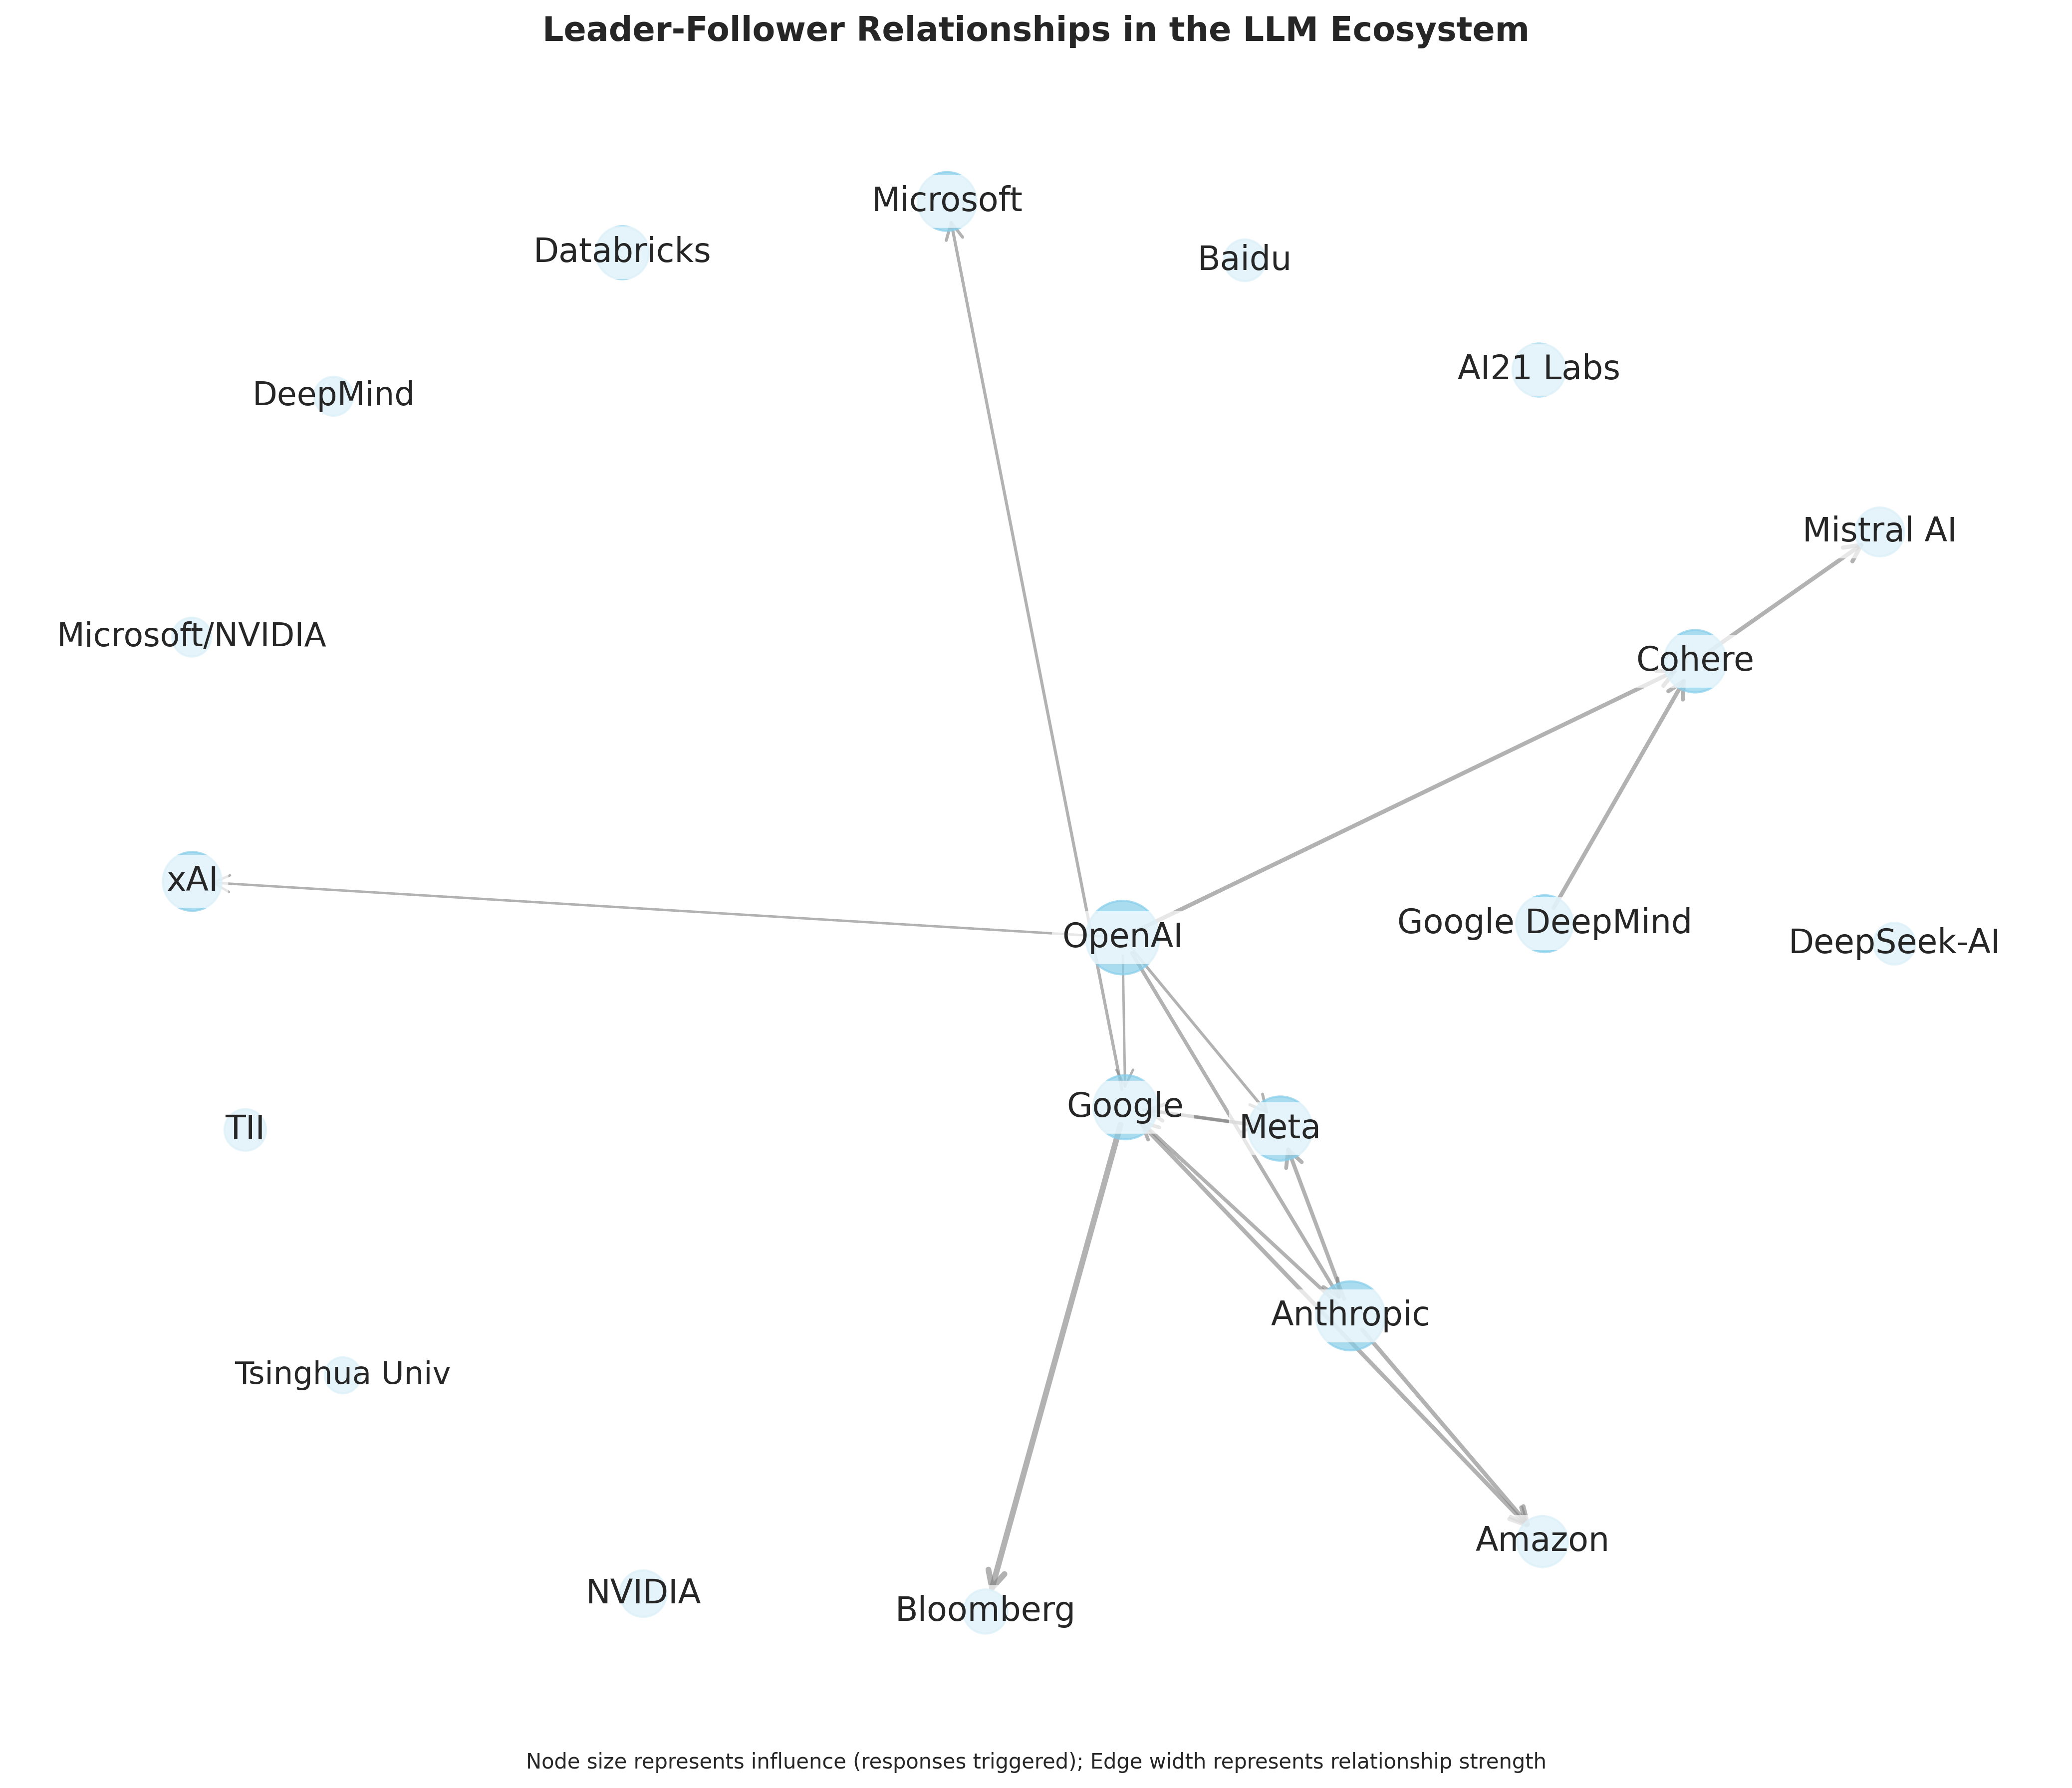 Leader-Follower Relationships in the LLM Ecosystem
Microsoft
Databricks
Baidu
AI21 Labs
DeepMind
Mistral AI
Microsoft/NVIDIA
Cohere
xAI
OpenAI
Google DeepMind
DeepSeek-AI
Google
Meta
TII
Anthropic
Tsinghua Univ
Amazon
NVIDIA
Bloomberg
Node size represents influence (responses triggered); Edge width represents relationship strength